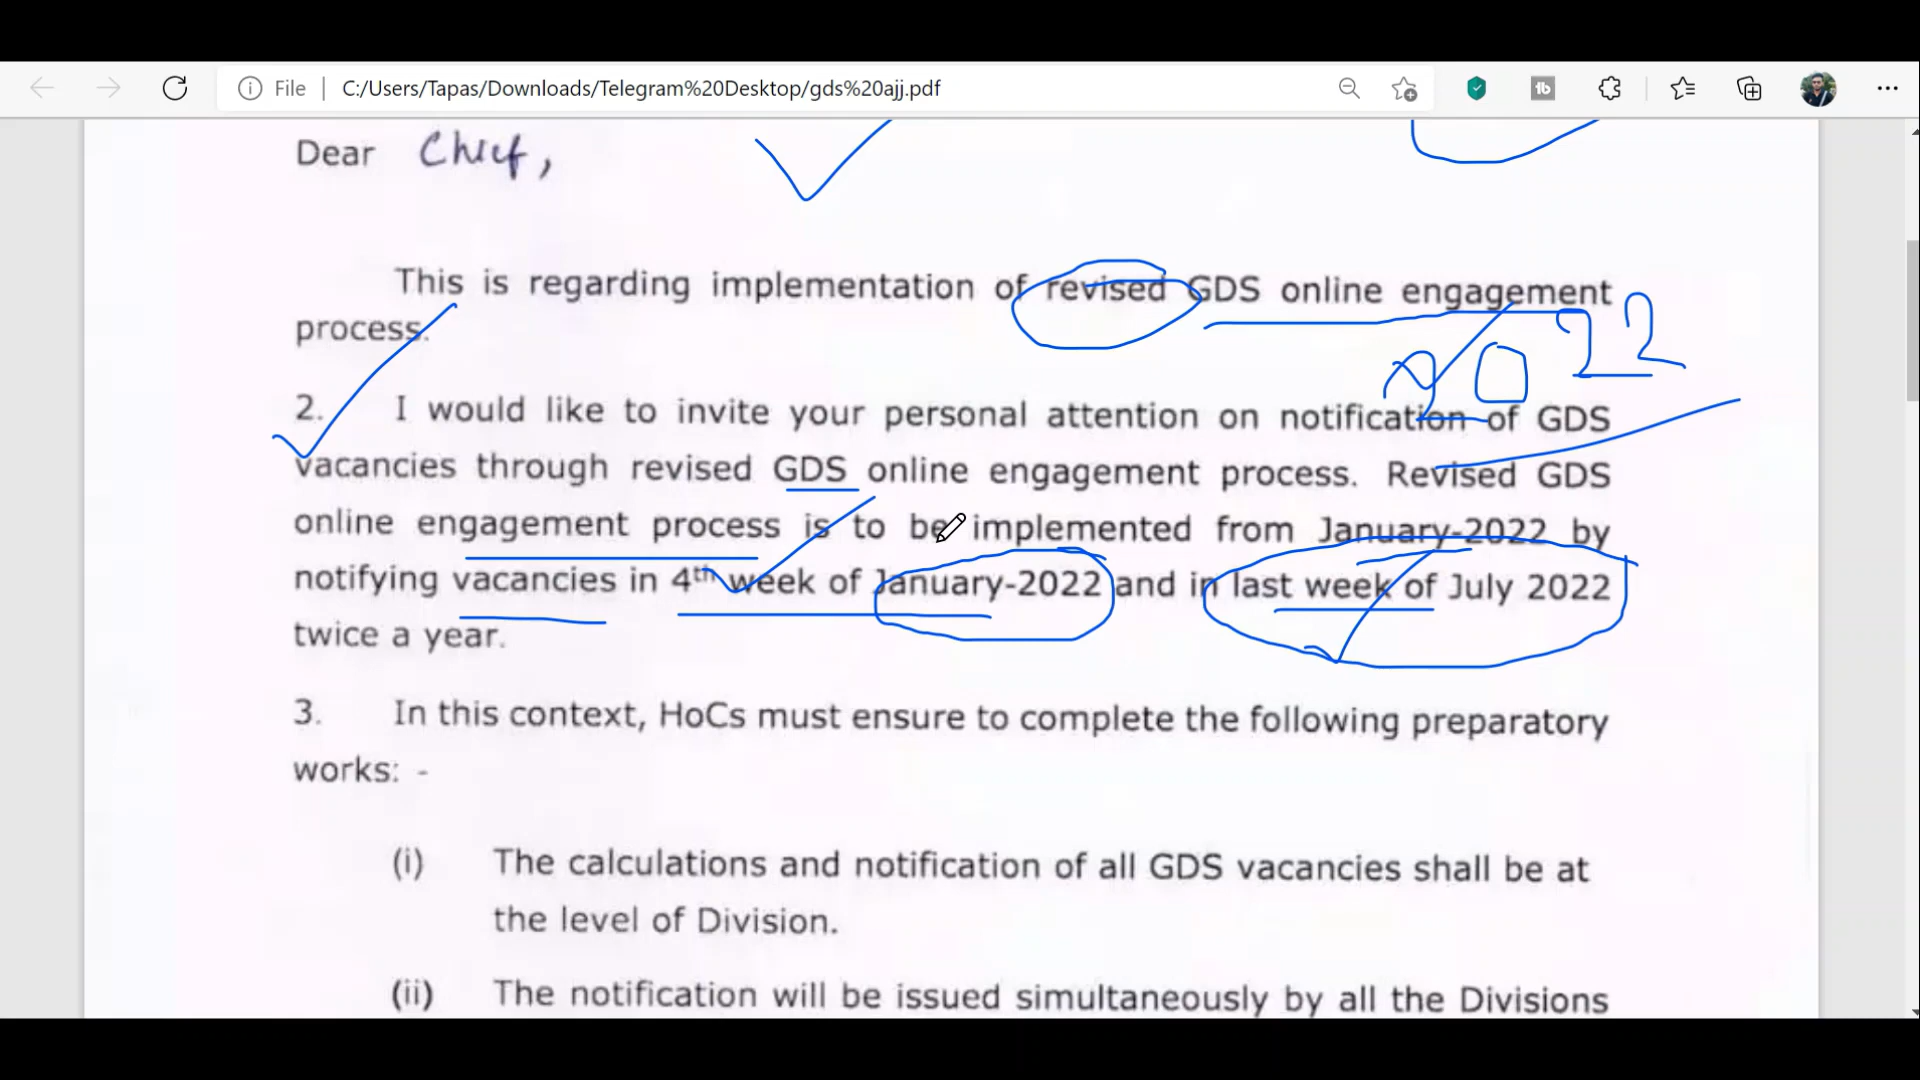 File
C:/Users/Tapas/Downloads/Telegram%20Desktop/gds%20ajj.pdf
Dear Chief,
This is regarding implementation of revised GDS online engagement
process.
2022
2. I would like to invite your personal attention on notification of GDS
vacancies through revised GDS online engagement process. Revised GDS
online engagement process is to be implemented from January-2022 by
notifying vacancies in 4th week of January-2022 and in last week of July 2022
twice a year.
3. In this context, HoCs must ensure to complete the following preparatory
works: -
(i) The calculations and notification of all GDS vacancies shall be at
the level of Division.
(ii) The notification will be issued simultaneously by all the Divisions